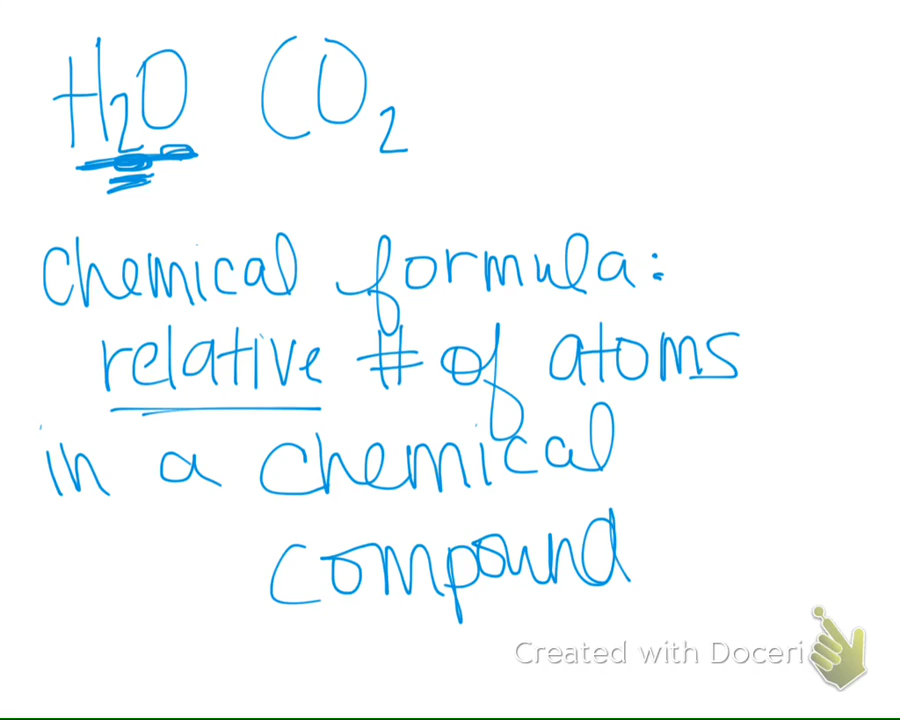 H₂O CO₂
Chemical formula:
relative # of atoms
in a chemical
compound
Created with Doceri